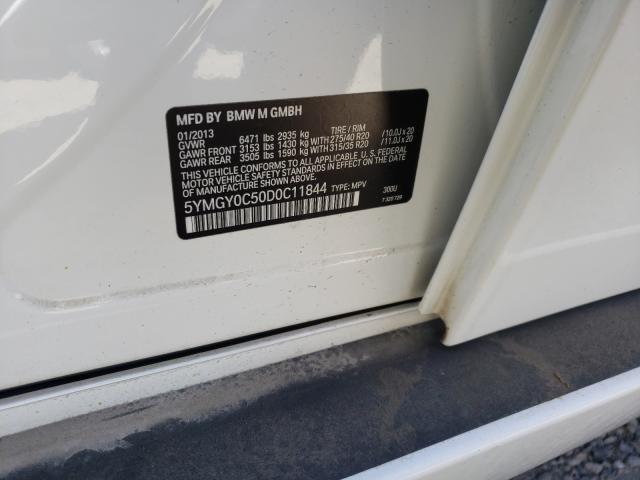 MFD BY BMW M GMBH
01/2013 TIRE / RIM
GVWR 6471 lbs 2935 kg
GAWR FRONT 3153 lbs 1430 kg WITH 275/40 R20 /10.0J x 20
GAWR REAR 3505 lbs 1590 kg WITH 315/35 R20 /11.0J x 20
THIS VEHICLE CONFORMS TO ALL APPLICABLE U.S. FEDERAL
MOTOR VEHICLE SAFETY AND THEFT PREVENTION STANDARDS IN EFFECT ON THE DATE
OF MANUFACTURE SHOWN ABOVE.
5YMGY0C50D0C11844 TYPE: MPV 300U